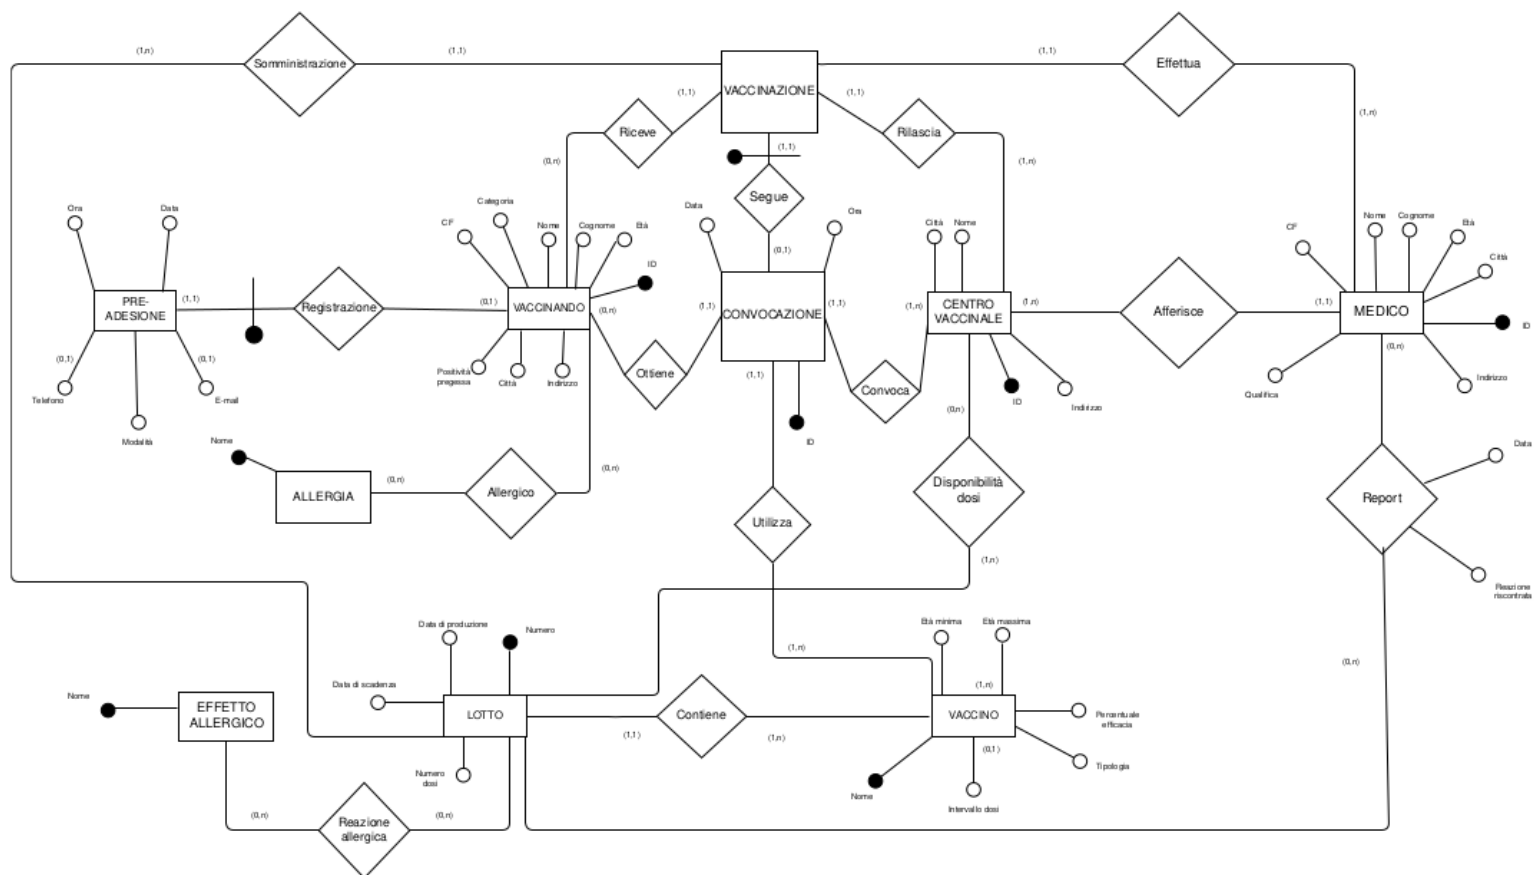 (1,n)
Somministrazione
(1,1)
VACCINAZIONE
(1,1)
Effettua
(1,n)
(1,1)
Riceve
(0,n)
(1,1)
Rilascia
(1,n)
(1,1)
Segue
(0,1)
Ora
Data
Telefono
(0,1)
Modalità
E-mail
(0,1)
PRE-
ADESIONE
(1,1)
Registrazione
(0,1)
CF
Categoria
Nome
Cognome
Età
ID
VACCINANDO
(0,n)
Positività
pregessa
Città
Indirizzo
Ottiene
(1,1)
Data
Ora
CONVOCAZIONE
(1,1)
(1,1)
ID
Convoca
(1,n)
Città
Nome
CENTRO
VACCINALE
(1,n)
ID
Indirizzo
(0,n)
Afferisce
(1,1)
CF
Nome
Cognome
Età
Città
MEDICO
ID
(0,n)
Indirizzo
Qualifica
Nome
ALLERGIA
(0,n)
Allergico
(0,n)
Utilizza
(1,n)
Disponibilità
dosi
(1,n)
Report
Data
Reazione
riscontrata
(0,n)
Data di produzione
Numero
Data di scadenza
LOTTO
Numero
dosi
(1,1)
Contiene
(1,n)
Età minima
Età massima
(1,n)
VACCINO
Percentuale
efficacia
Tipologia
(0,1)
Intervallo dosi
Nome
Nome
EFFETTO
ALLERGICO
(0,n)
Reazione
allergica
(0,n)